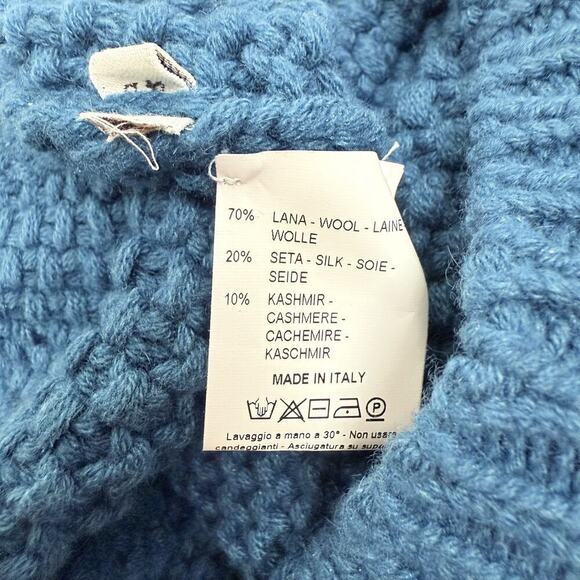 70% LANA - WOOL - LAINE
WOLLE
20% SETA - SILK - SOIE -
SEIDE
10% KASHMIR -
CASHMERE -
CACHEMIRE -
KASCHMIR
MADE IN ITALY
P
Lavaggio a mano a 30° - Non usare
candeggianti - Asciugatura su